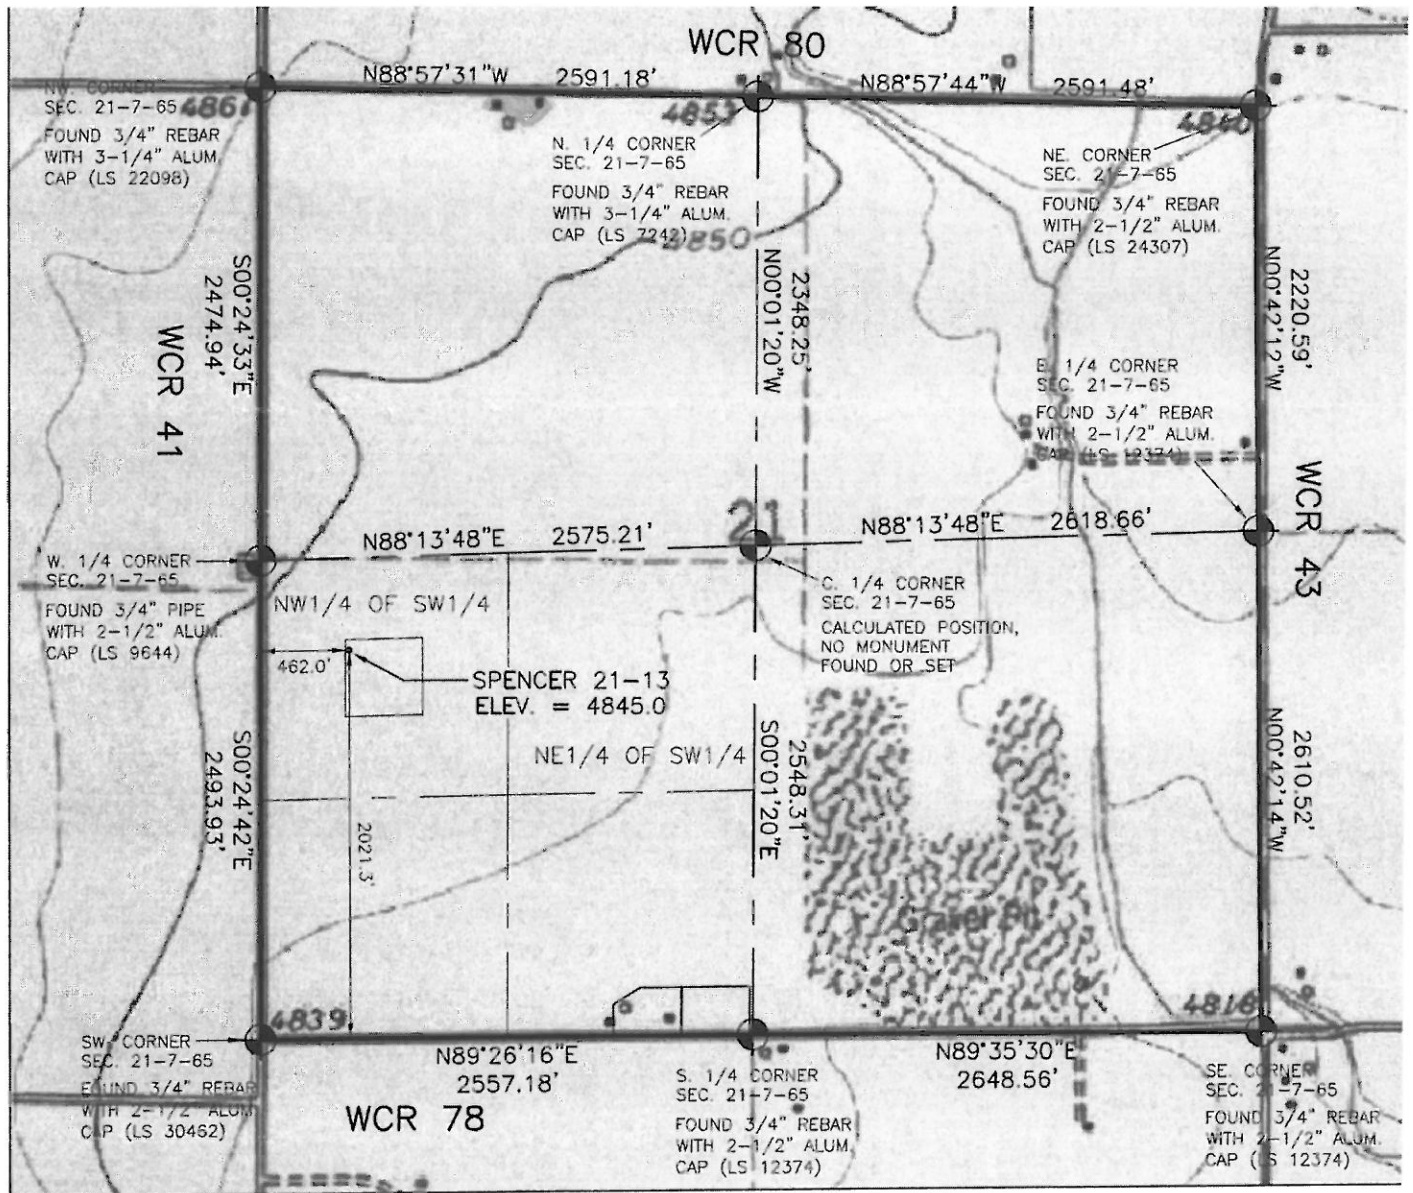 WCR 80
N88°57'31"W 2591.18'
N88°57'44"W 2591.48'
NW. CORNER
SEC. 21-7-65
FOUND 3/4" REBAR
WITH 3-1/4" ALUM.
CAP (LS 22098)
4861
4853
4840
N. 1/4 CORNER
SEC. 21-7-65
FOUND 3/4" REBAR
WITH 3-1/4" ALUM.
CAP (LS 7242)
4850
NE. CORNER
SEC. 21-7-65
FOUND 3/4" REBAR
WITH 2-1/2" ALUM.
CAP (LS 24307)
S00°24'33"E
2474.94'
WCR 41
2348.25'
N00°01'20"W
2220.59'
N00°42'12"W
E. 1/4 CORNER
SEC. 21-7-65
FOUND 3/4" REBAR
WITH 2-1/2" ALUM.
CAP (LS 12374)
WCR 43
21
N88°13'48"E 2575.21'
N88°13'48"E 2618.66'
W. 1/4 CORNER
SEC. 21-7-65
FOUND 3/4" PIPE
WITH 2-1/2" ALUM.
CAP (LS 9644)
NW1/4 OF SW1/4
C. 1/4 CORNER
SEC. 21-7-65
CALCULATED POSITION,
NO MONUMENT
FOUND OR SET
462.0'
SPENCER 21-13
ELEV. = 4845.0
NE1/4 OF SW1/4
S00°24'42"E
2493.93'
2548.31'
S00°01'20"E
2610.52'
N00°42'14"W
2021.3'
Gravel Pit
4839
4818
SW. CORNER
SEC. 21-7-65
FOUND 3/4" REBAR
WITH 2-1/2" ALUM.
CAP (LS 30462)
N89°26'16"E
2557.18'
N89°35'30"E
2648.56'
WCR 78
S. 1/4 CORNER
SEC. 21-7-65
FOUND 3/4" REBAR
WITH 2-1/2" ALUM.
CAP (LS 12374)
SE. CORNER
SEC. 21-7-65
FOUND 3/4" REBAR
WITH 2-1/2" ALUM.
CAP (LS 12374)